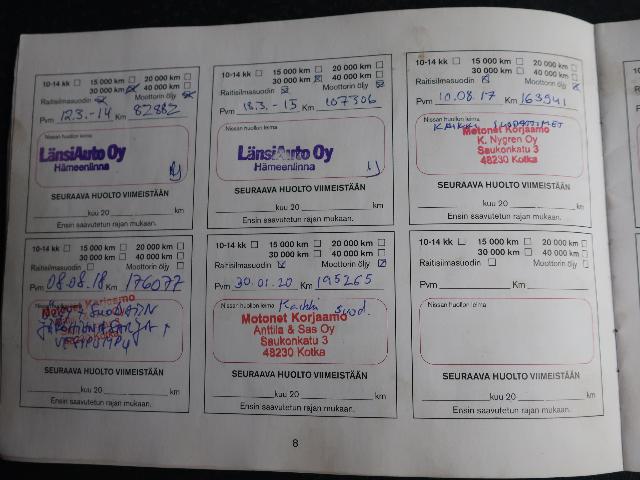 10-14 kk 15 000 km 20 000 km
30 000 km 40 000 km
Raitisilmasuodin Moottorin öljy
Pvm 12.3.-14 Km 82882
Nissan huollon leima
LänsiAuto Oy
Hämeenlinna
SEURAAVA HUOLTO VIIMEISTÄÄN
kuu 20 km
Ensin saavutetun rajan mukaan.
10-14 kk 15 000 km 20 000 km
30 000 km 40 000 km
Raitisilmasuodin Moottorin öljy
Pvm 18.3.-15 Km 107306
Nissan huollon leima
LänsiAuto Oy
Hämeenlinna
SEURAAVA HUOLTO VIIMEISTÄÄN
kuu 20 km
Ensin saavutetun rajan mukaan.
10-14 kk 15 000 km 20 000 km
30 000 km 40 000 km
Raitisilmasuodin Moottorin öljy
Pvm 10.08.17 Km 163941
Nissan huollon leima
KAIKKI SUODATTIMET
Motonet Korjaamo
K. Nygren Oy
Saukonkatu 3
48230 Kotka
SEURAAVA HUOLTO VIIMEISTÄÄN
kuu 20 km
Ensin saavutetun rajan mukaan.
10-14 kk 15 000 km 20 000 km
30 000 km 40 000 km
Raitisilmasuodin Moottorin öljy
Pvm 08.08.18 Km 176077
Nissan huollon leima
Motonet Korjaamo
SUODATIN
VESIPUMPU
SEURAAVA HUOLTO VIIMEISTÄÄN
kuu 20 km
Ensin saavutetun rajan mukaan.
10-14 kk 15 000 km 20 000 km
30 000 km 40 000 km
Raitisilmasuodin Moottorin öljy
Pvm 30.01.20 Km 195265
Nissan huollon leima Kaikki suod.
Motonet Korjaamo
Anttila & Sas Oy
Saukonkatu 3
48230 Kotka
SEURAAVA HUOLTO VIIMEISTÄÄN
kuu 20 km
Ensin saavutetun rajan mukaan.
10-14 kk 15 000 km 20 000 km
30 000 km 40 000 km
Raitisilmasuodin Moottorin öljy
Pvm Km
Nissan huollon leima
SEURAAVA HUOLTO VIIMEISTÄÄN
kuu 20 km
Ensin saavutetun rajan mukaan.
8